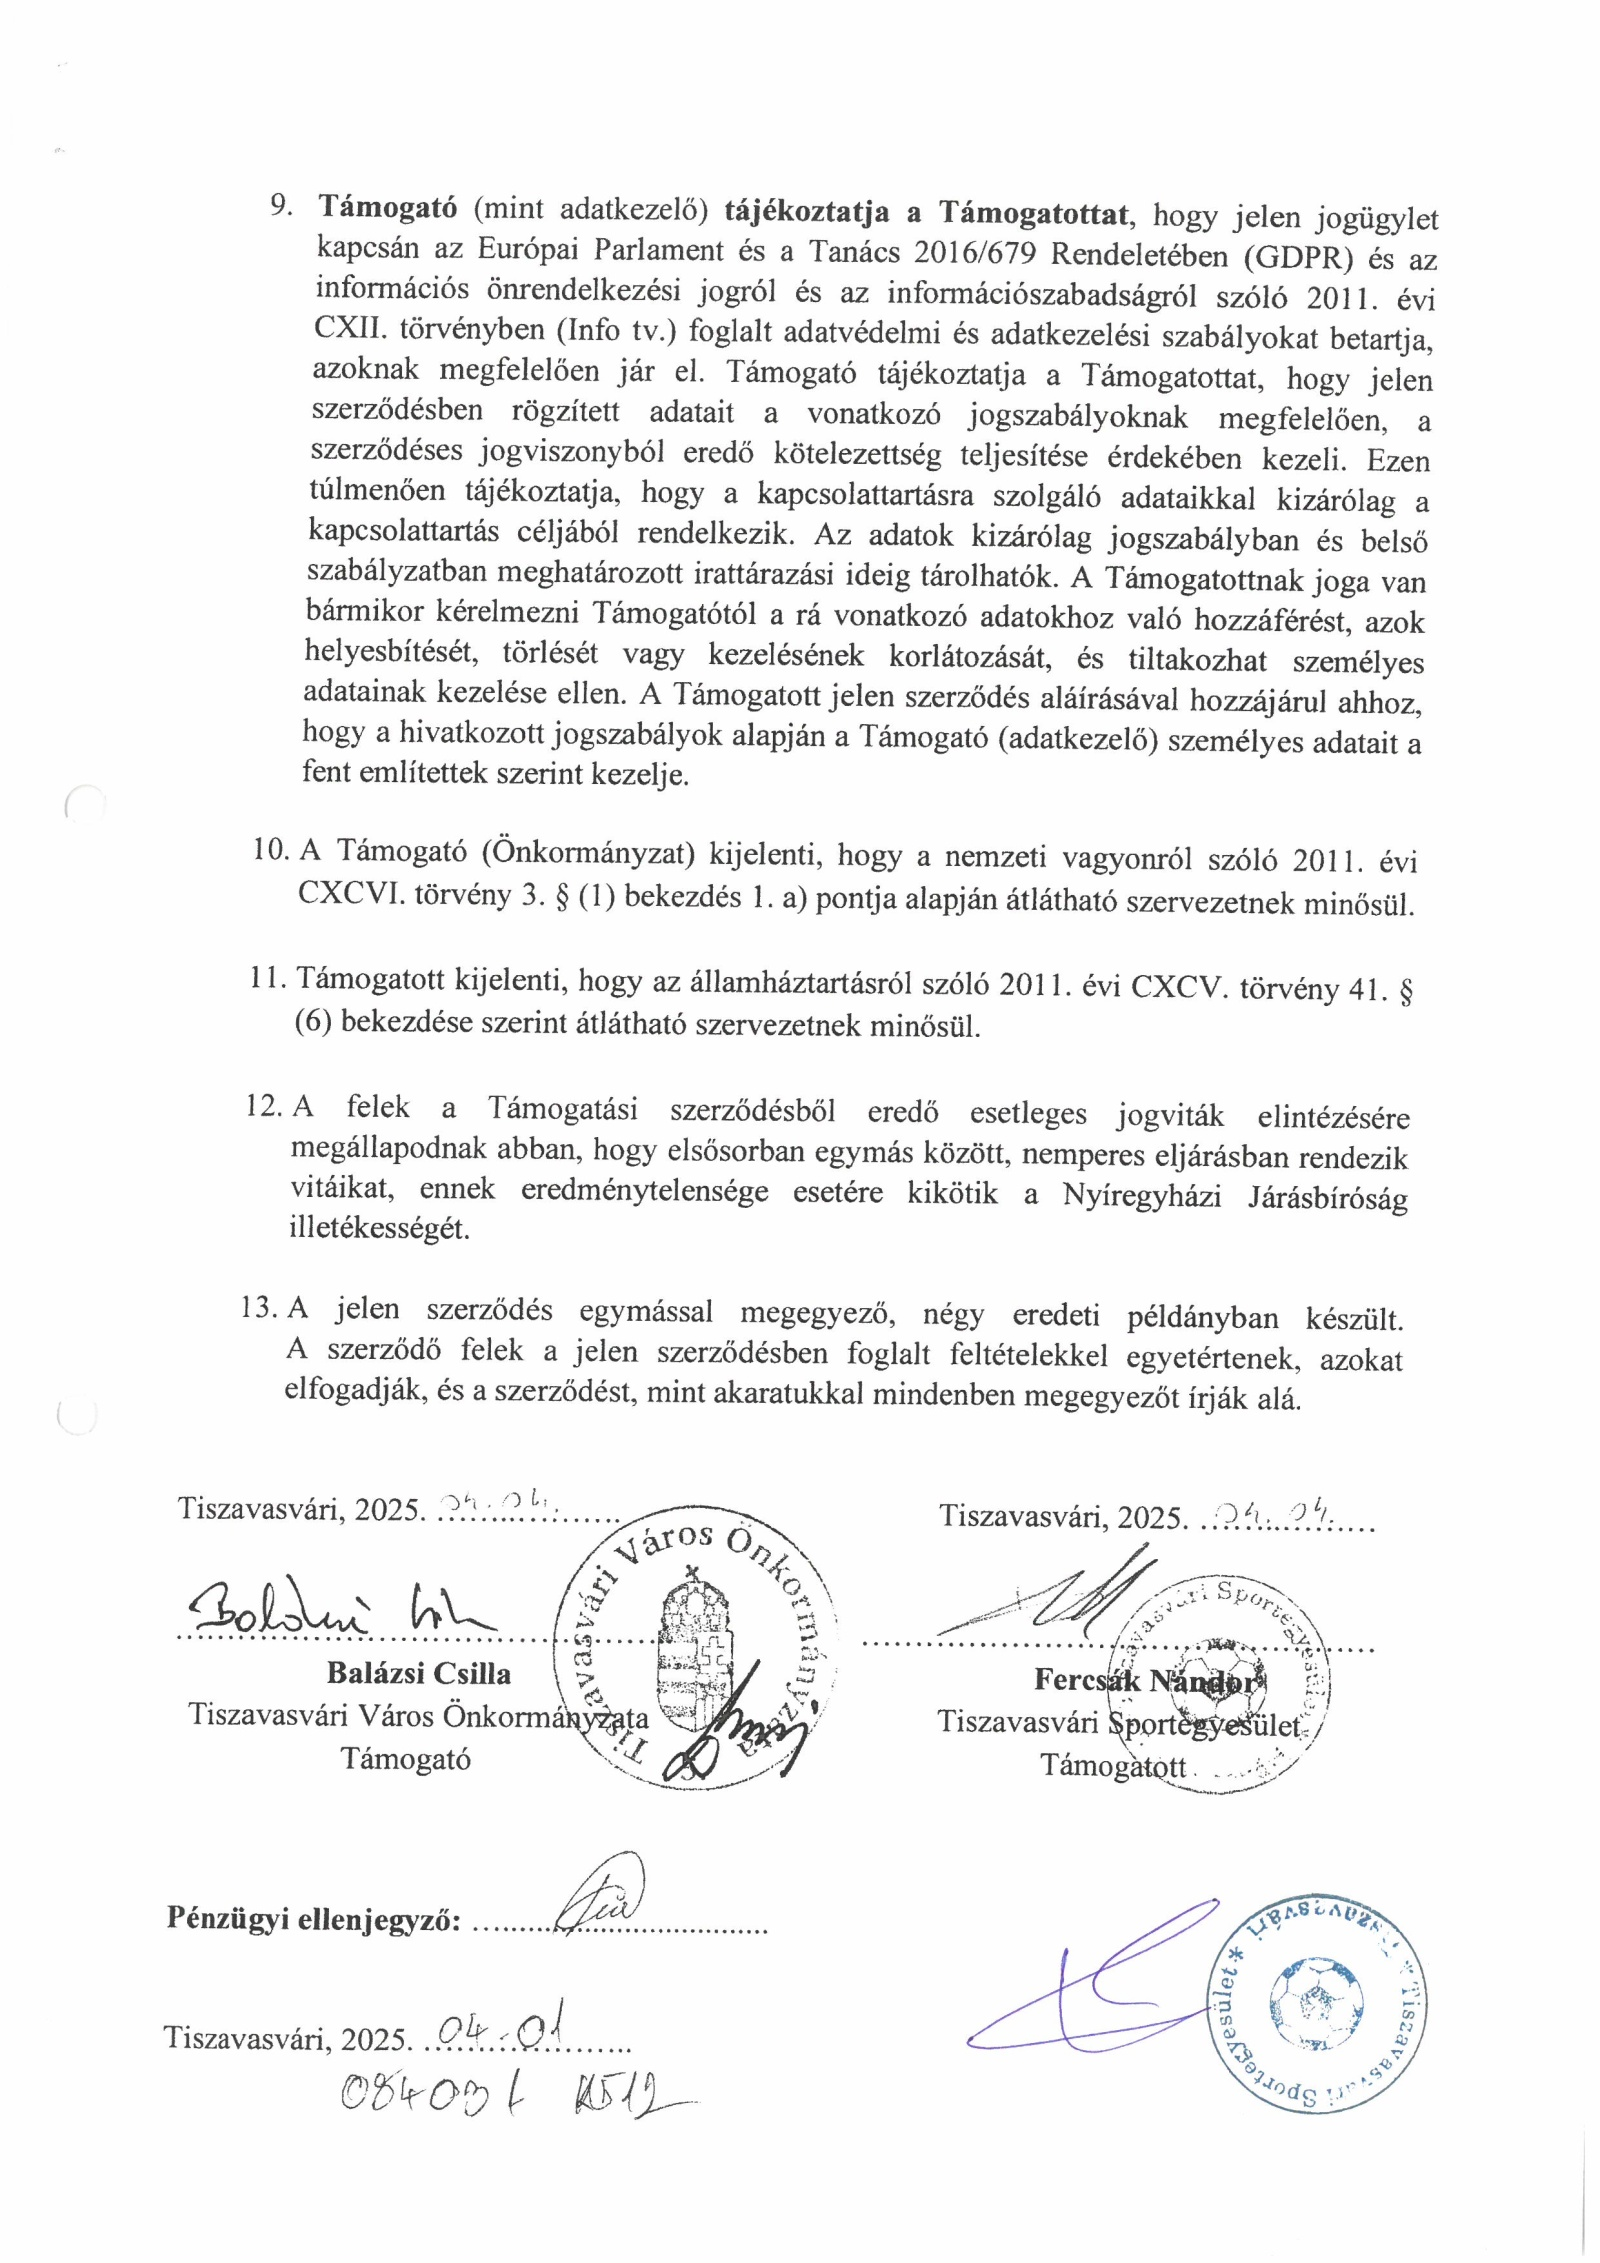 9. Támogató (mint adatkezelő) tájékoztatja a Támogatottat, hogy jelen jogügylet
kapcsán az Európai Parlament és a Tanács 2016/679 Rendeletében (GDPR) és az
információs önrendelkezési jogról és az információszabadságról szóló 2011. évi
CXII. törvényben (Info tv.) foglalt adatvédelmi és adatkezelési szabályokat betartja,
azoknak megfelelően jár el. Támogató tájékoztatja a Támogatottat, hogy jelen
szerződésben rögzített adatait a vonatkozó jogszabályoknak megfelelően, a
szerződéses jogviszonyból eredő kötelezettség teljesítése érdekében kezeli. Ezen
túlmenően tájékoztatja, hogy a kapcsolattartásra szolgáló adataikkal kizárólag a
kapcsolattartás céljából rendelkezik. Az adatok kizárólag jogszabályban és belső
szabályzatban meghatározott irattárazási ideig tárolhatók. A Támogatottnak joga van
bármikor kérelmezni Támogatótól a rá vonatkozó adatokhoz való hozzáférést, azok
helyesbítését, törlését vagy kezelésének korlátozását, és tiltakozhat személyes
adatainak kezelése ellen. A Támogatott jelen szerződés aláírásával hozzájárul ahhoz,
hogy a hivatkozott jogszabályok alapján a Támogató (adatkezelő) személyes adatait a
fent említettek szerint kezelje.
10. A Támogató (Önkormányzat) kijelenti, hogy a nemzeti vagyonról szóló 2011. évi
CXCVI. törvény 3. § (1) bekezdés 1. a) pontja alapján átlátható szervezetnek minősül.
11. Támogatott kijelenti, hogy az államháztartásról szóló 2011. évi CXCV. törvény 41. §
(6) bekezdése szerint átlátható szervezetnek minősül.
12. A felek a Támogatási szerződésből eredő esetleges jogviták elintézésére
megállapodnak abban, hogy elsősorban egymás között, nemperes eljárásban rendezik
vitáikat, ennek eredménytelensége esetére kikötik a Nyíregyházi Járásbíróság
illetékességét.
13. A jelen szerződés egymással megegyező, négy eredeti példányban készült.
A szerződő felek a jelen szerződésben foglalt feltételekkel egyetértenek, azokat
elfogadják, és a szerződést, mint akaratukkal mindenben megegyezőt írják alá.
Tiszavasvári, 2025. 04.04.
Tiszavasvári Város Önkormányzata
Balázsi Csilla
Tiszavasvári Város Önkormányzata
Támogató
Tiszavasvári, 2025. 04.04.
Tiszavasvári Sportegyesület
Fercsák Nándor
Tiszavasvári Sportegyesület
Támogatott
Pénzügyi ellenjegyző:
Tiszavasvári, 2025. 04.01
* Tiszavasvári Sportegyesület *